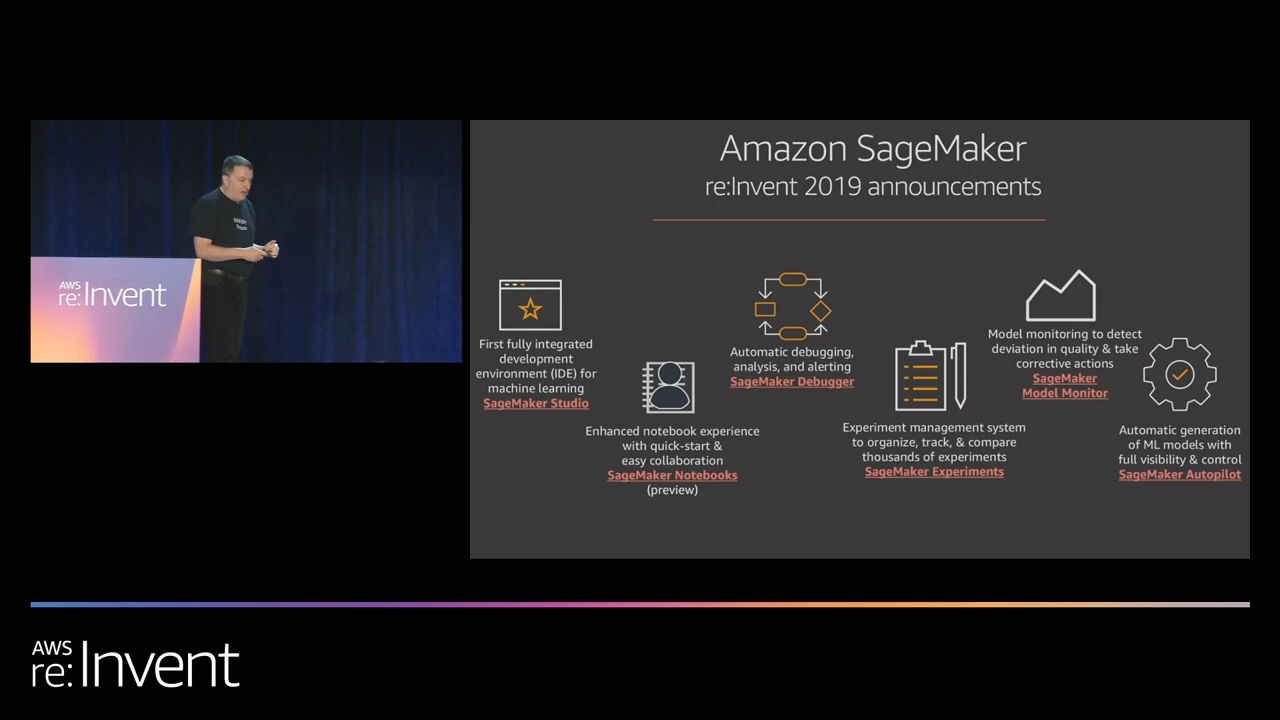 AWS
re:Invent
Amazon SageMaker
re:Invent 2019 announcements
First fully integrated
development
environment (IDE) for
machine learning
SageMaker Studio
Enhanced notebook experience
with quick-start &
easy collaboration
SageMaker Notebooks
(preview)
Automatic debugging,
analysis, and alerting
SageMaker Debugger
Experiment management system
to organize, track, & compare
thousands of experiments
SageMaker Experiments
Model monitoring to detect
deviation in quality & take
corrective actions
SageMaker
Model Monitor
Automatic generation
of ML models with
full visibility & control
SageMaker Autopilot
AWS
re:Invent